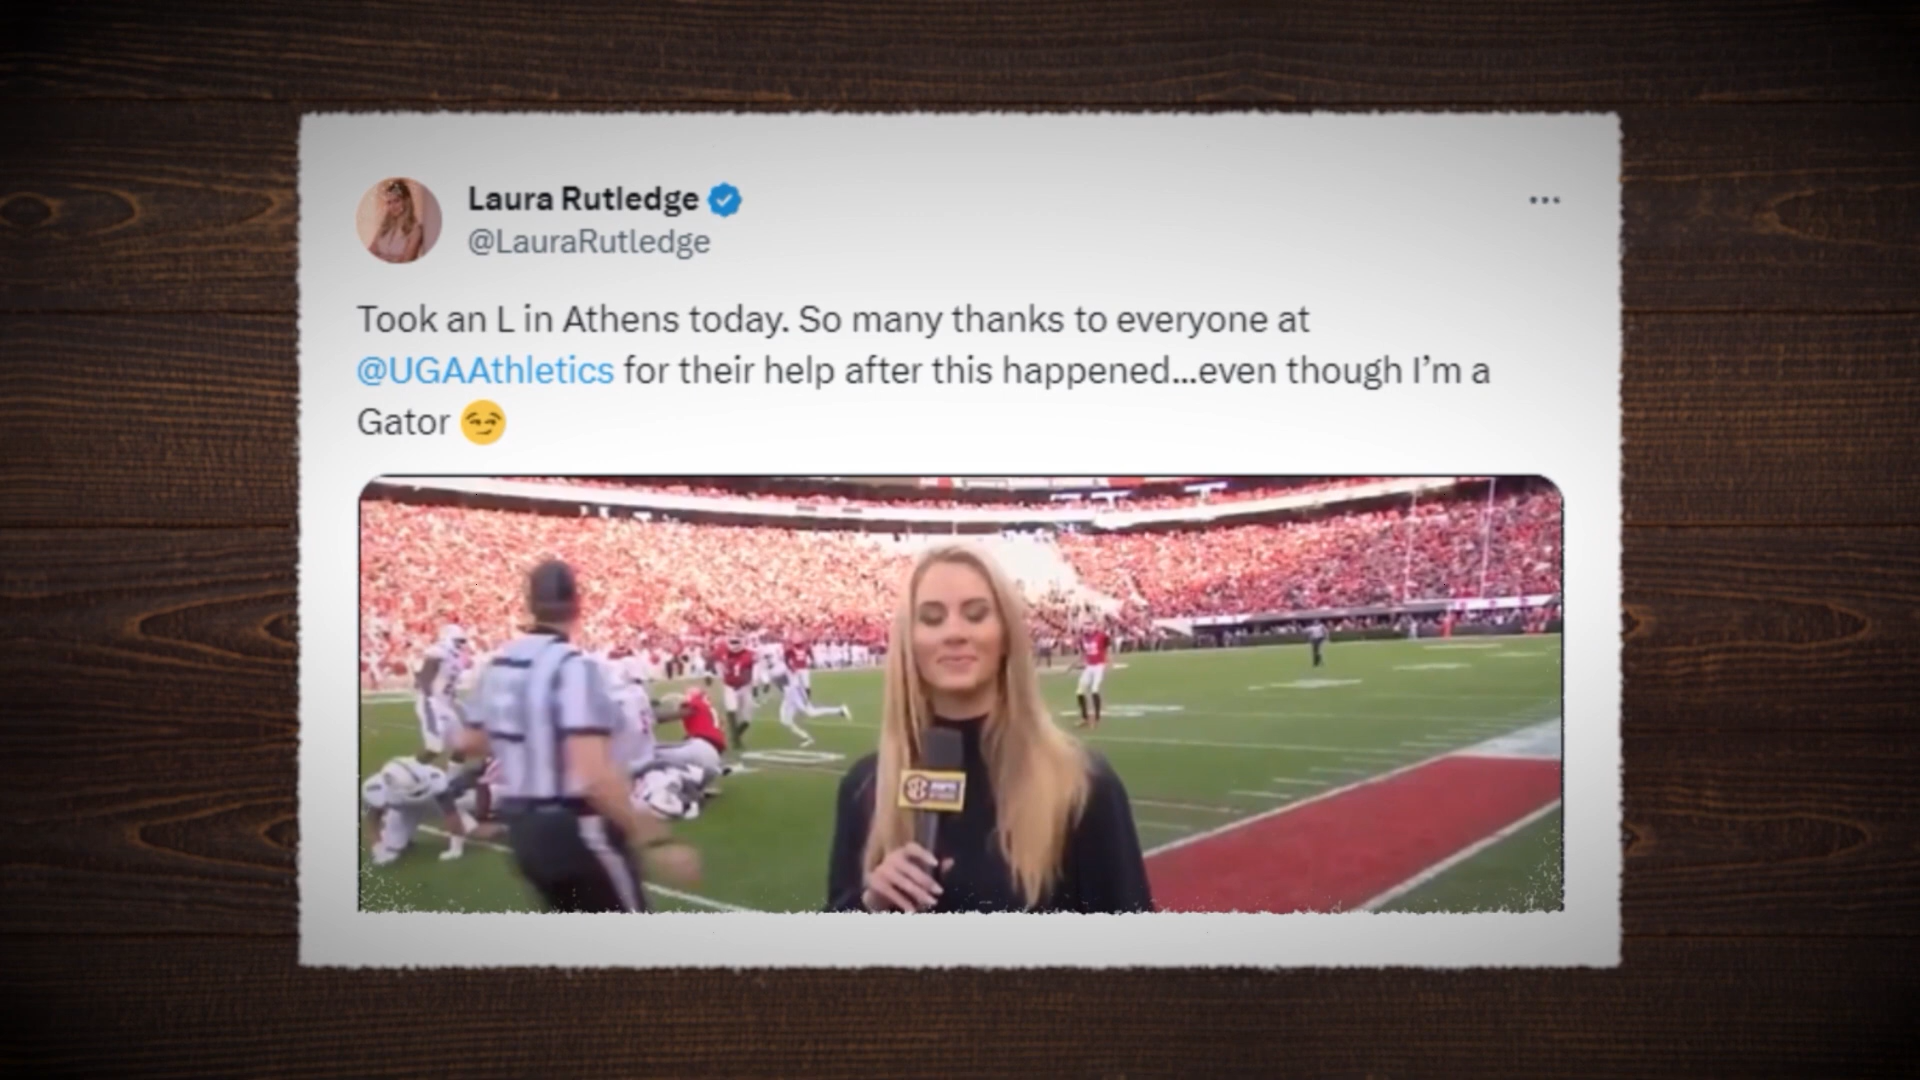 Laura Rutledge
@LauraRutledge
Took an L in Athens today. So many thanks to everyone at
@UGAAthletics for their help after this happened...even though I’m a
Gator 😏